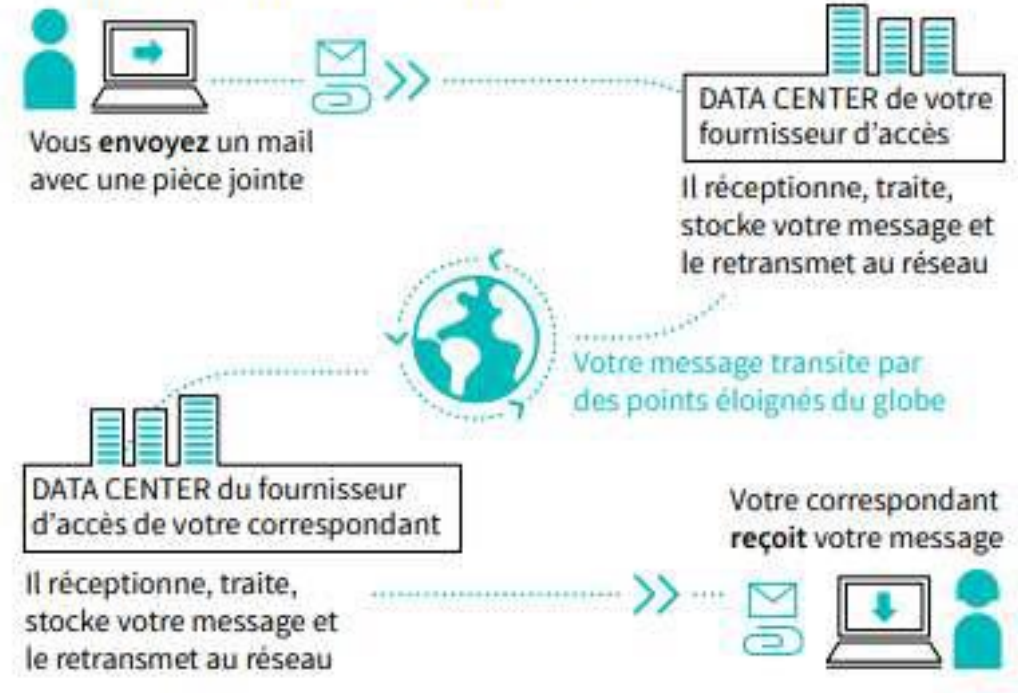 Vous envoyez un mail
avec une pièce jointe
DATA CENTER de votre
fournisseur d'accès
Il réceptionne, traite,
stocke votre message et
le retransmet au réseau
Votre message transite par
des points éloignés du globe
DATA CENTER du fournisseur
d'accès de votre correspondant
Il réceptionne, traite,
stocke votre message et
le retransmet au réseau
Votre correspondant
reçoit votre message